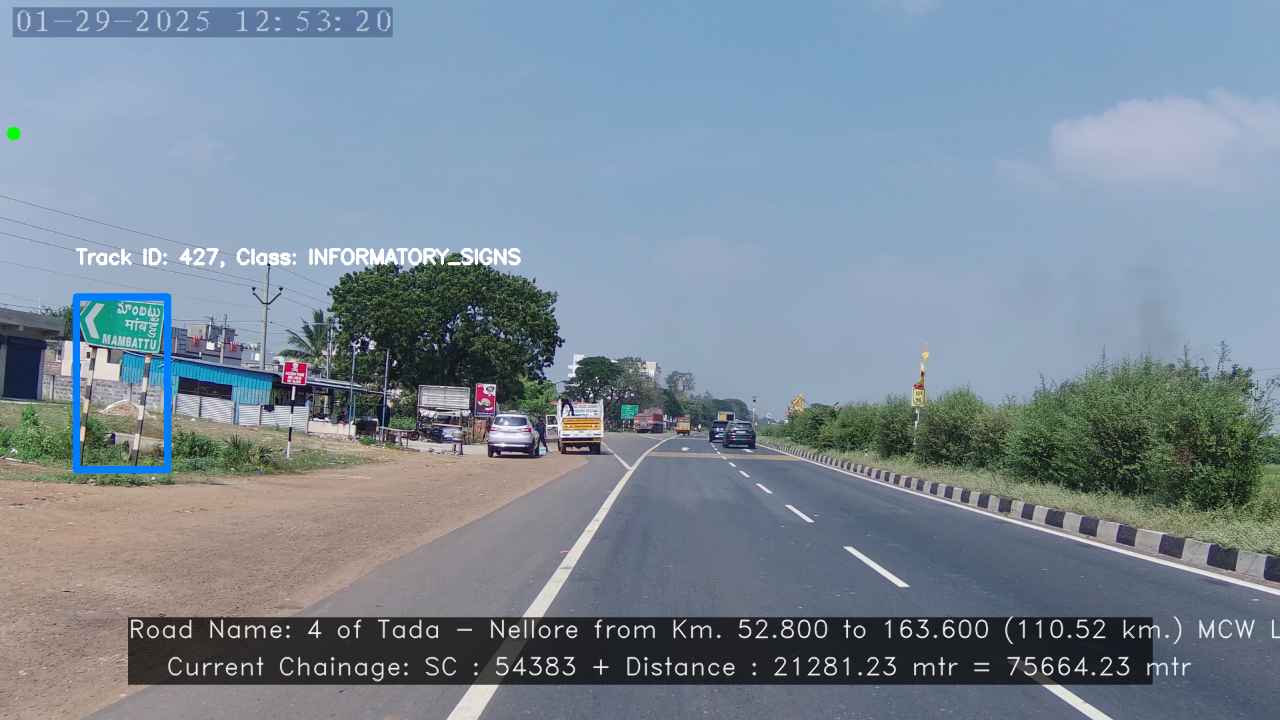 01-29-2025 12:53:20
Track ID: 427, Class: INFORMATORY_SIGNS
MAMBATTU
Road Name: 4 of Tada - Nellore from Km. 52.800 to 163.600 (110.52 km.) MCW L
Current Chainage: SC : 54383 + Distance : 21281.23 mtr = 75664.23 mtr